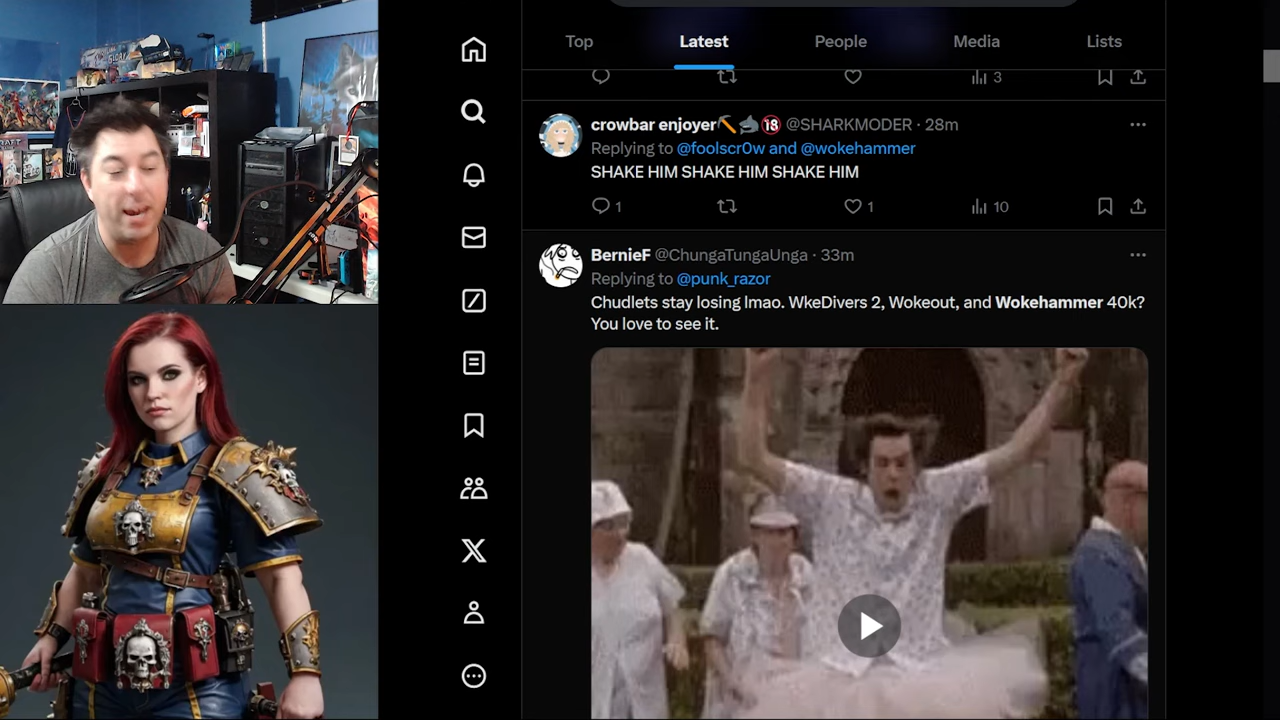 Top
Latest
People
Media
Lists
3
crowbar enjoyer⛏️🦈🔞 @SHARKMODER · 28m
Replying to @foolscr0w and @wokehammer
SHAKE HIM SHAKE HIM SHAKE HIM
1
1
10
BernieF @ChungaTungaUnga · 33m
Replying to @punk_razor
Chudlets stay losing lmao. WkeDivers 2, Wokeout, and Wokehammer 40k?
You love to see it.